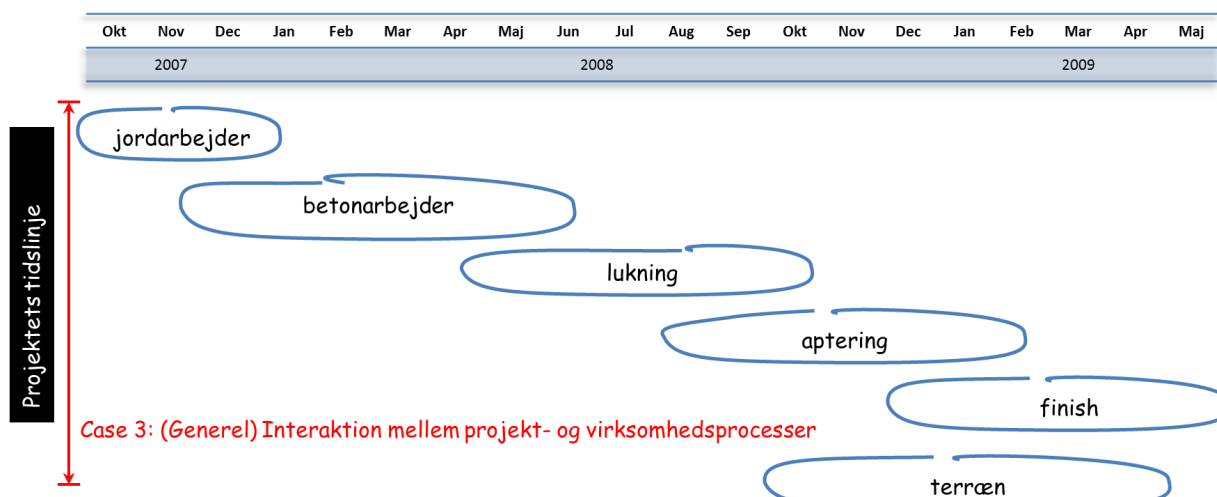 Okt Nov Dec Jan Feb Mar Apr Maj Jun Jul Aug Sep Okt Nov Dec Jan Feb Mar Apr Maj
2007 2008 2009
Projektets tidslinje
jordarbejder
betonarbejder
lukning
aptering
finish
Case 3: (Generel) Interaktion mellem projekt- og virksomhedsprocesser
terræn